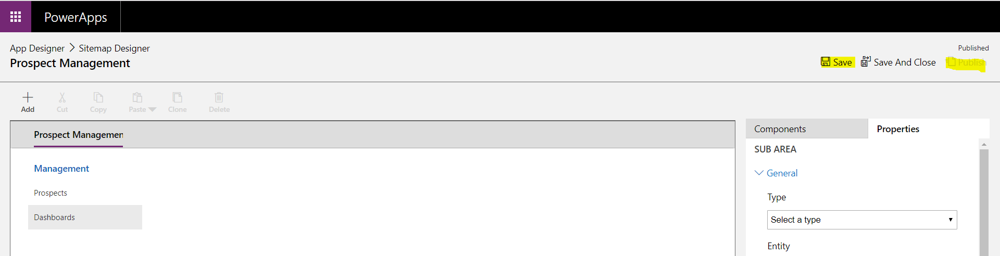 PowerApps
App Designer > Sitemap Designer
Published
Prospect Management
Save
Save And Close
Publish
Add
Cut
Copy
Paste
Clone
Delete
Prospect Managemen
Components
Properties
SUB AREA
Management
General
Prospects
Type
Dashboards
Select a type
Entity